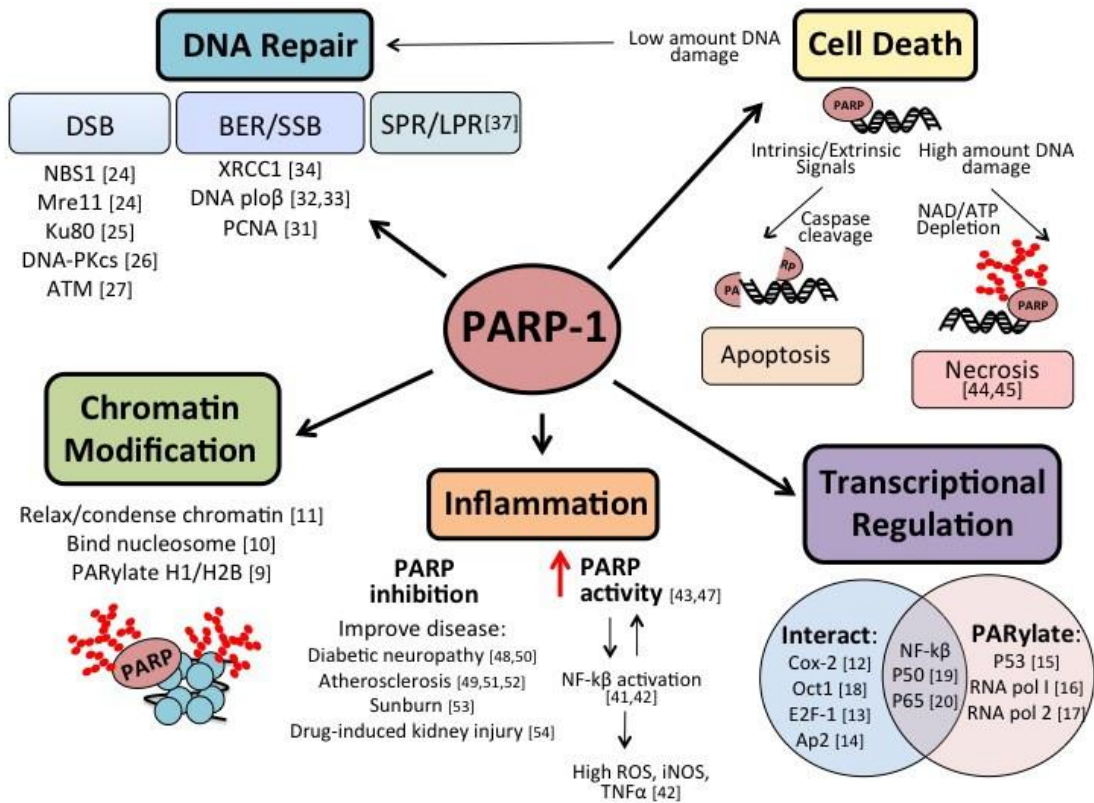 DNA Repair
Low amount DNA
damage
Cell Death
DSB
BER/SSB
SPR/LPR[37]
NBS1 [24]
Mre11 [24]
Ku80 [25]
DNA-PKcs [26]
ATM [27]
XRCC1 [34]
DNA ploβ [32,33]
PCNA [31]
PARP
Intrinsic/Extrinsic
Signals
High amount DNA
damage
Caspase
cleavage
NAD/ATP
Depletion
PA
RP
PARP
Apoptosis
Necrosis
[44,45]
PARP-1
Chromatin
Modification
Relax/condense chromatin [11]
Bind nucleosome [10]
PARylate H1/H2B [9]
PARP
Inflammation
PARP
inhibition
Improve disease:
Diabetic neuropathy [48,50]
Atherosclerosis [49,51,52]
Sunburn [53]
Drug-induced kidney injury [54]
PARP
activity [43,47]
NF-kβ activation
[41,42]
High ROS, iNOS,
TNFα [42]
Transcriptional
Regulation
Interact:
Cox-2 [12]
Oct1 [18]
E2F-1 [13]
Ap2 [14]
NF-kβ
P50 [19]
P65 [20]
PARylate:
P53 [15]
RNA pol I [16]
RNA pol 2 [17]